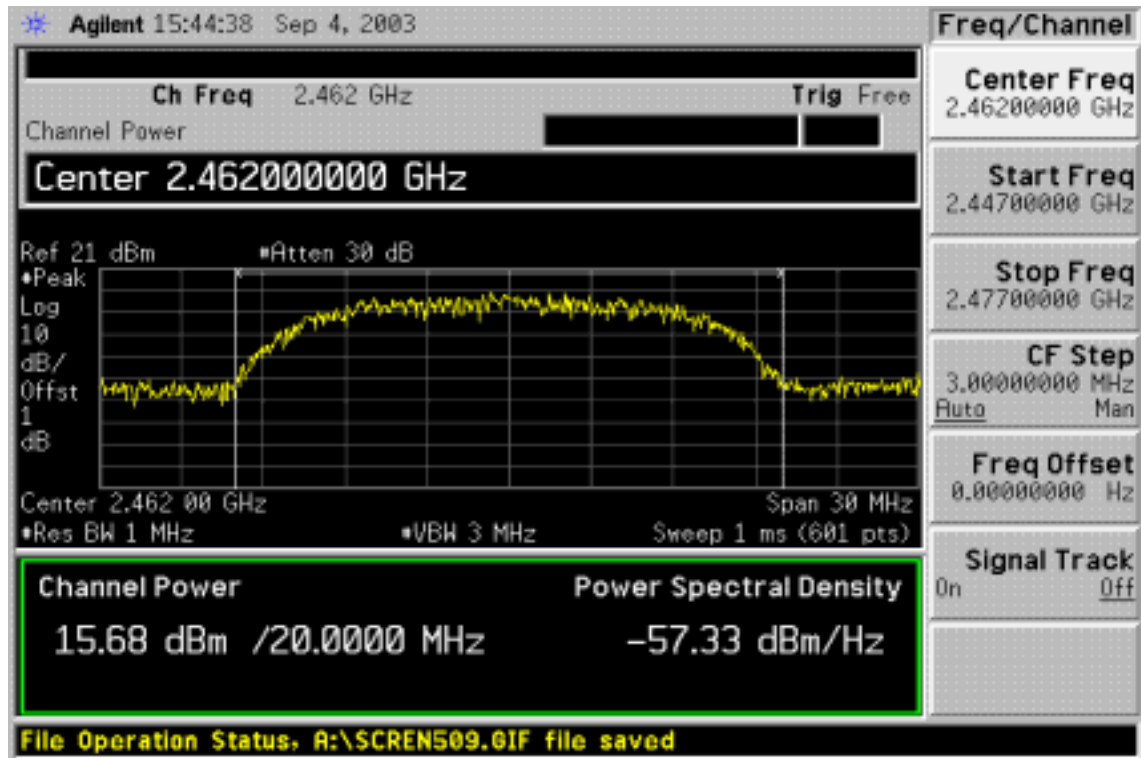 Agilent 15:44:38 Sep 4, 2003
Freq/Channel
Ch Freq 2.462 GHz Trig Free
Channel Power
Center 2.462000000 GHz
Ref 21 dBm #Atten 30 dB
#Peak
Log
10
dB/
Offst
1
dB
Center 2.462 00 GHz Span 30 MHz
#Res BW 1 MHz #VBW 3 MHz Sweep 1 ms (601 pts)
Channel Power Power Spectral Density
15.68 dBm /20.0000 MHz -57.33 dBm/Hz
Center Freq
2.46200000 GHz
Start Freq
2.44700000 GHz
Stop Freq
2.47700000 GHz
CF Step
3.00000000 MHz
Auto Man
Freq Offset
0.00000000 Hz
Signal Track
On Off
File Operation Status, A:\SCREN509.GIF file saved